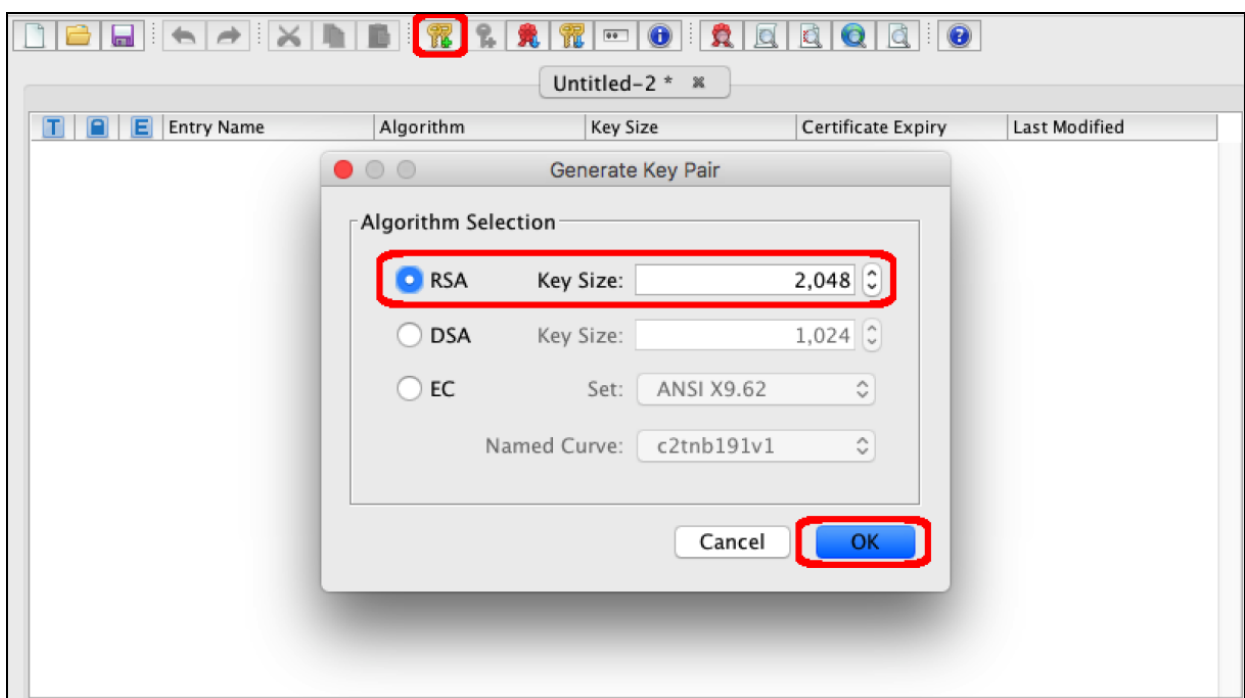 Untitled-2 *
T E Entry Name Algorithm Key Size Certificate Expiry Last Modified
Generate Key Pair
Algorithm Selection
RSA Key Size: 2,048
DSA Key Size: 1,024
EC Set: ANSI X9.62
Named Curve: c2tnb191v1
Cancel OK